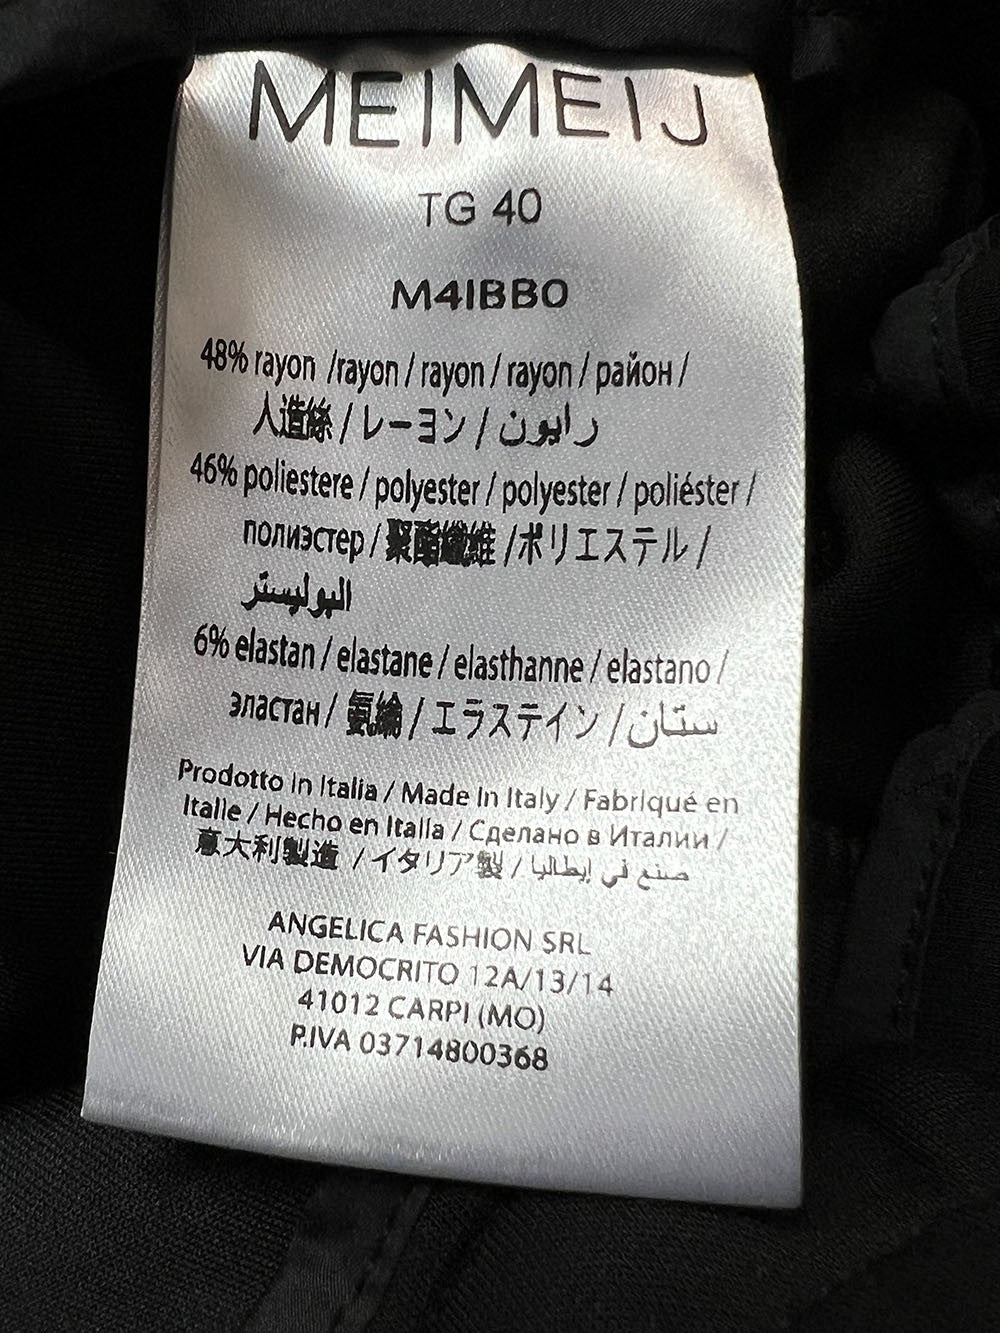 MEIMEIJ
TG 40
M4IBB0
48% rayon /rayon / rayon / rayon / район /
人造絲 / レーヨン / رايون
46% poliestere / polyester / polyester / poliéster /
полиэстер / 聚酯纖維 /ポリエステル /
البوليستر
6% elastan / elastane / elasthanne / elastano /
эластан / 氨綸 / エラステイン / ستان
Prodotto in Italia / Made in Italy / Fabriqué en
Italie / Hecho en Italia / Сделано в Италии /
意大利製造 / イタリア製 / صنع في إيطاليا
ANGELICA FASHION SRL
VIA DEMOCRITO 12A/13/14
41012 CARPI (MO)
P.IVA 03714800368